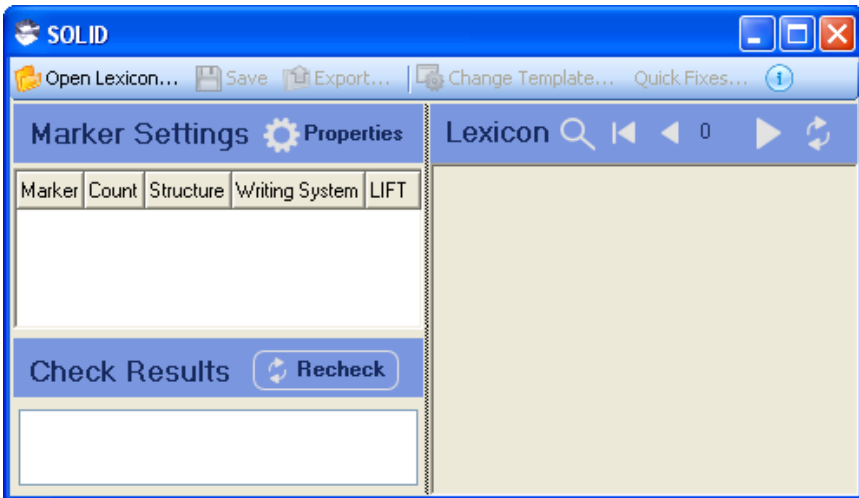 SOLID
Open Lexicon... Save Export... Change Template... Quick Fixes...
Marker Settings Properties
Lexicon 0
Marker Count Structure Writing System LIFT
Check Results Recheck